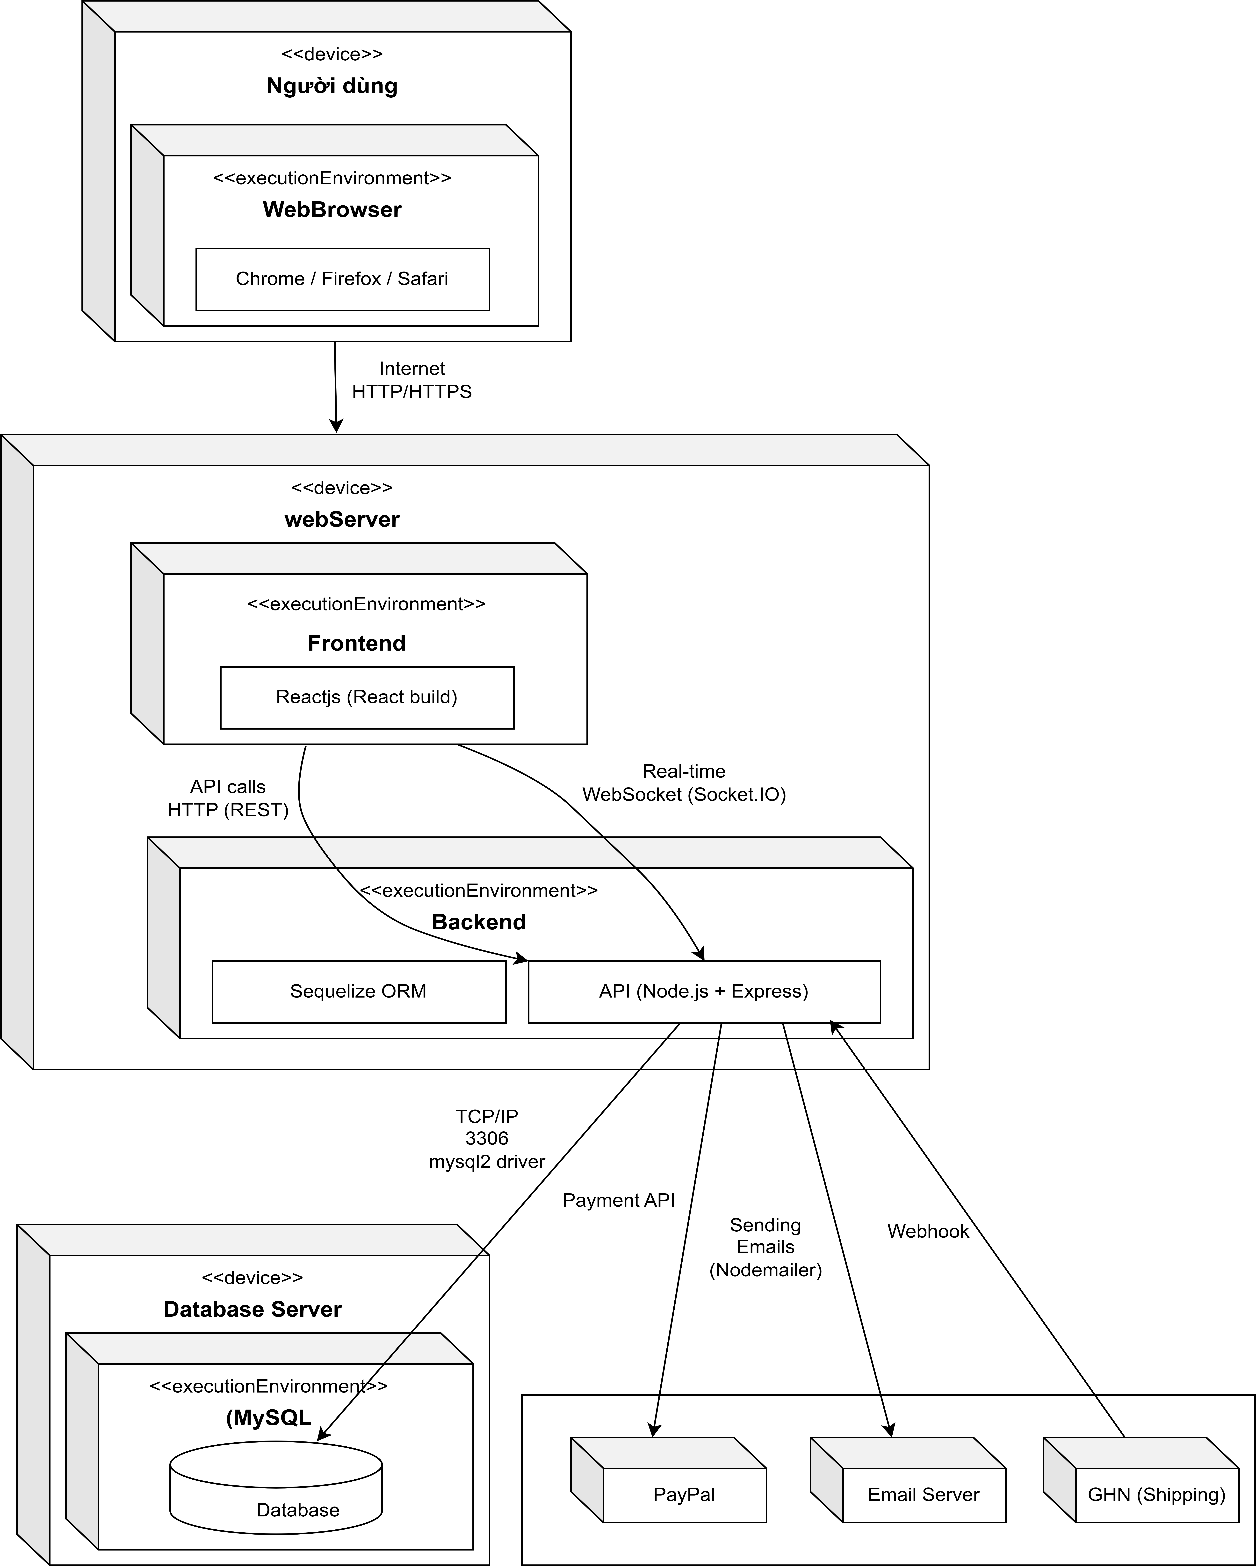 <<device>>
Người dùng
<<executionEnvironment>>
WebBrowser
Chrome / Firefox / Safari
Internet
HTTP/HTTPS
<<device>>
webServer
<<executionEnvironment>>
Frontend
Reactjs (React build)
API calls
HTTP (REST)
Real-time
WebSocket (Socket.IO)
<<executionEnvironment>>
Backend
Sequelize ORM
API (Node.js + Express)
TCP/IP
3306
mysql2 driver
Payment API
Sending
Emails
(Nodemailer)
Webhook
<<device>>
Database Server
<<executionEnvironment>>
(MySQL
Database
PayPal
Email Server
GHN (Shipping)